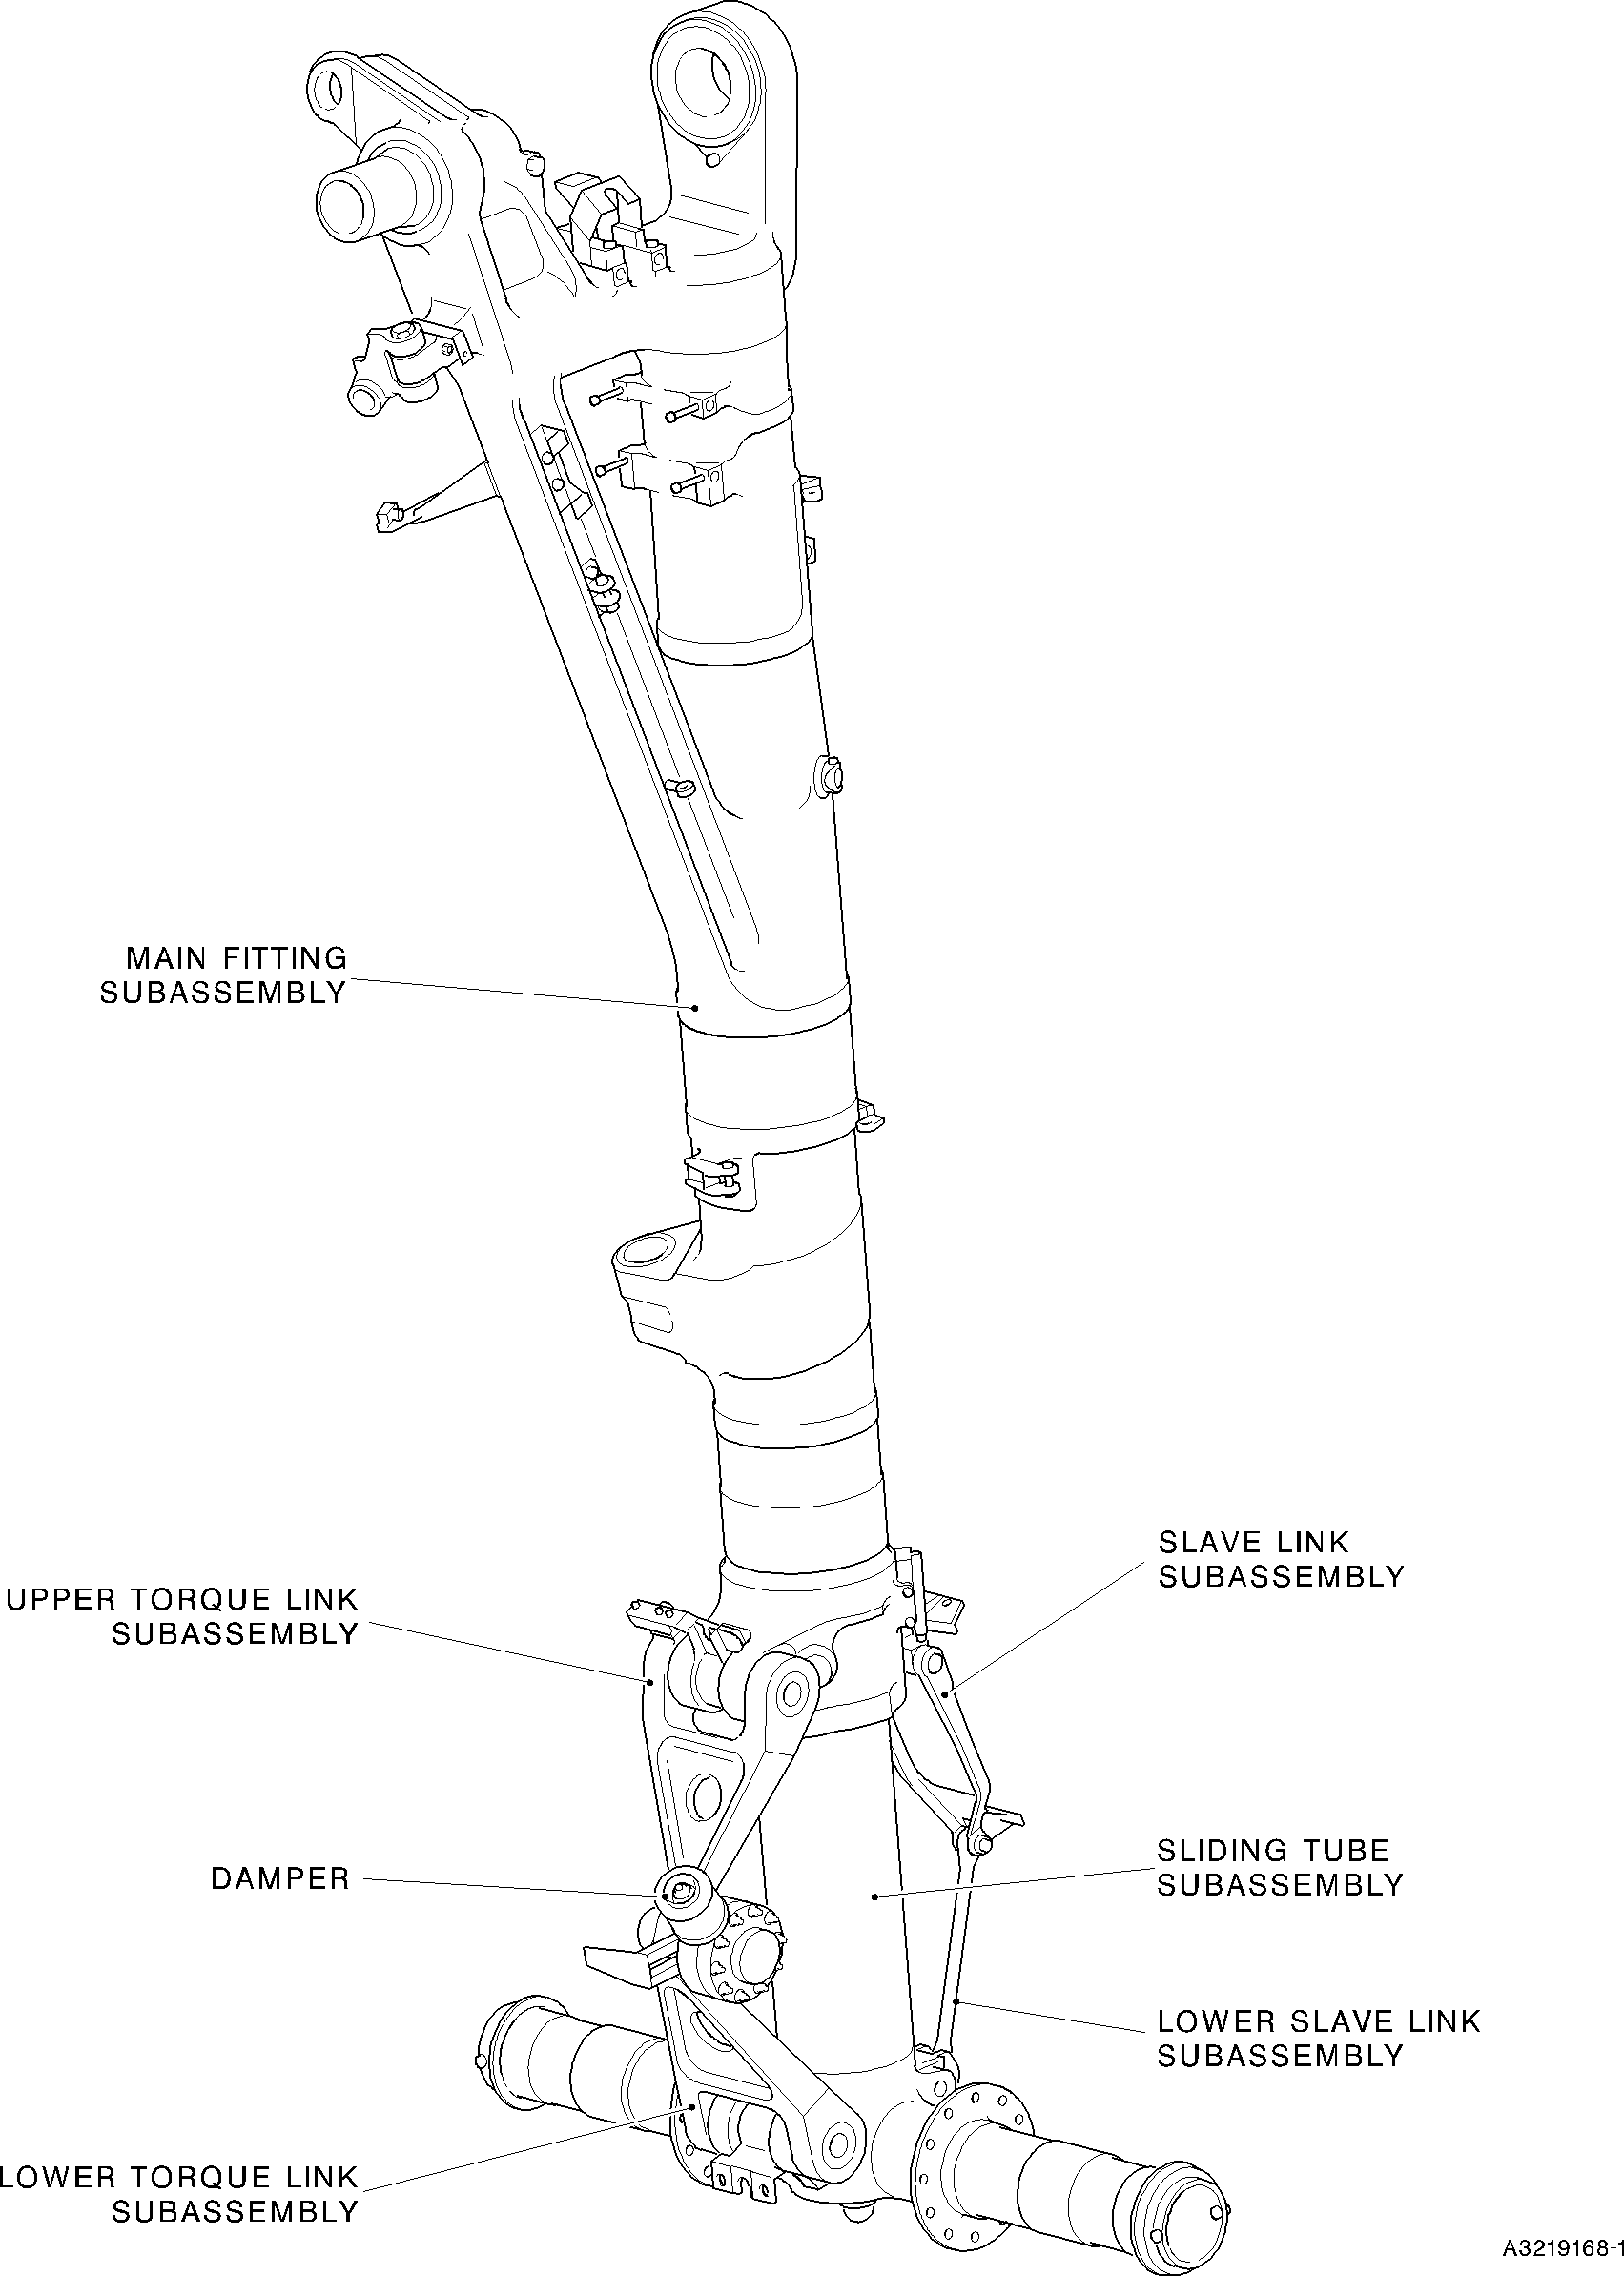 MAIN FITTING
SUBASSEMBLY
SLAVE LINK
SUBASSEMBLY
UPPER TORQUE LINK
SUBASSEMBLY
SLIDING TUBE
SUBASSEMBLY
DAMPER
LOWER SLAVE LINK
SUBASSEMBLY
LOWER TORQUE LINK
SUBASSEMBLY
A3219168-1